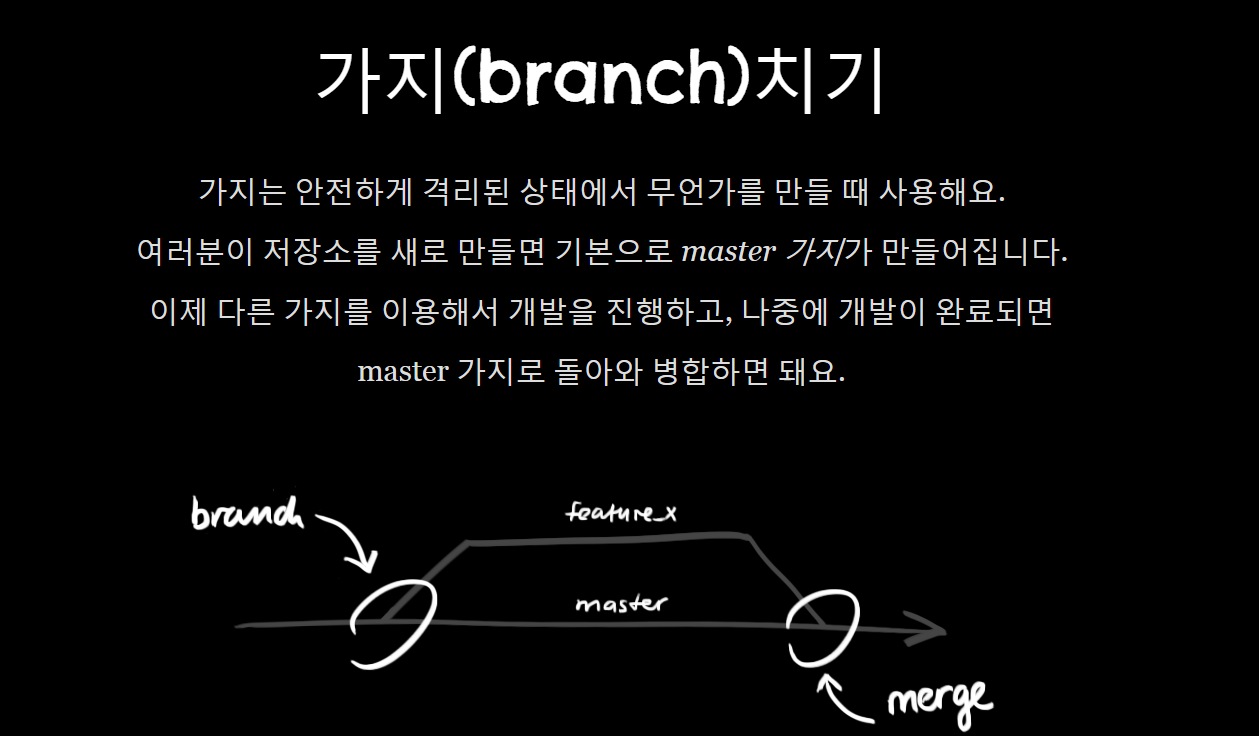 가지(branch)치기
가지는 안전하게 격리된 상태에서 무언가를 만들 때 사용해요.
여러분이 저장소를 새로 만들면 기본으로 master 가지가 만들어집니다.
이제 다른 가지를 이용해서 개발을 진행하고, 나중에 개발이 완료되면
master 가지로 돌아와 병합하면 돼요.
branch
feature_x
master
merge